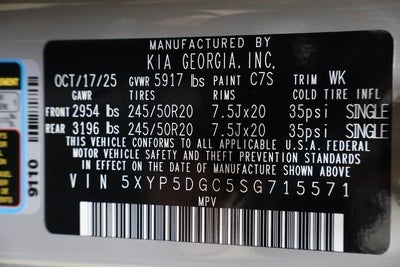 MANUFACTURED BY
KIA GEORGIA, INC.
OCT/17/25 GVWR 5917 lbs PAINT C7S TRIM WK
GAWR TIRES RIMS COLD TIRE INFL
FRONT 2954 lbs 245/50R20 7.5Jx20 35psi SINGLE
REAR 3196 lbs 245/50R20 7.5Jx20 35psi SINGLE
THIS VEHICLE CONFORMS TO ALL APPLICABLE U.S.A. FEDERAL
MOTOR VEHICLE SAFETY AND THEFT PREVENTION STANDARDS
IN EFFECT ON THE DATE OF MANUFACTURE SHOWN ABOVE.
VIN 5XYP5DGC5SG715571
MPV
9110